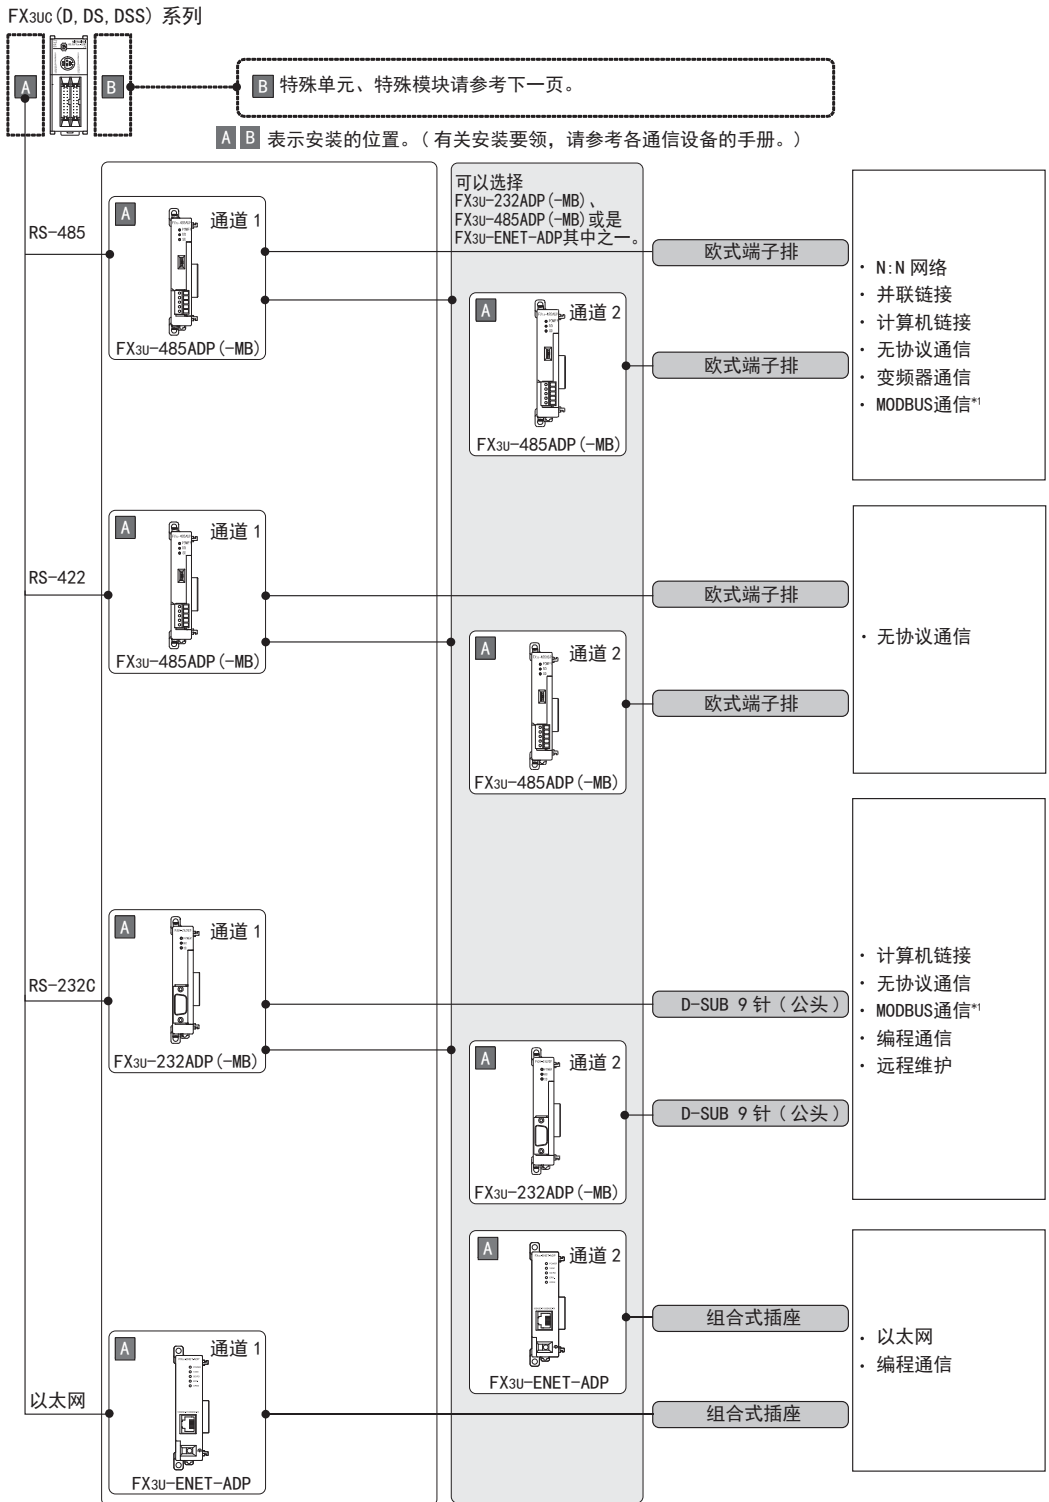 FX3UC(D, DS, DSS) 系列
A
B
B 特殊单元、特殊模块请参考下一页。
A B 表示安装的位置。(有关安装要领，请参考各通信设备的手册。)
可以选择
FX3U-232ADP(-MB)、
FX3U-485ADP(-MB)或是
FX3U-ENET-ADP其中之一。
RS-485
A 通道 1
FX3U-485ADP(-MB)
欧式端子排
A 通道 2
FX3U-485ADP(-MB)
欧式端子排
· N:N 网络
· 并联链接
· 计算机链接
· 无协议通信
· 变频器通信
· MODBUS通信*1
RS-422
A 通道 1
FX3U-485ADP(-MB)
欧式端子排
A 通道 2
FX3U-485ADP(-MB)
欧式端子排
· 无协议通信
RS-232C
A 通道 1
FX3U-232ADP(-MB)
D-SUB 9 针(公头)
A 通道 2
FX3U-232ADP(-MB)
D-SUB 9 针(公头)
· 计算机链接
· 无协议通信
· MODBUS通信*1
· 编程通信
· 远程维护
A 通道 2
FX3U-ENET-ADP
组合式插座
以太网
A 通道 1
FX3U-ENET-ADP
组合式插座
· 以太网
· 编程通信